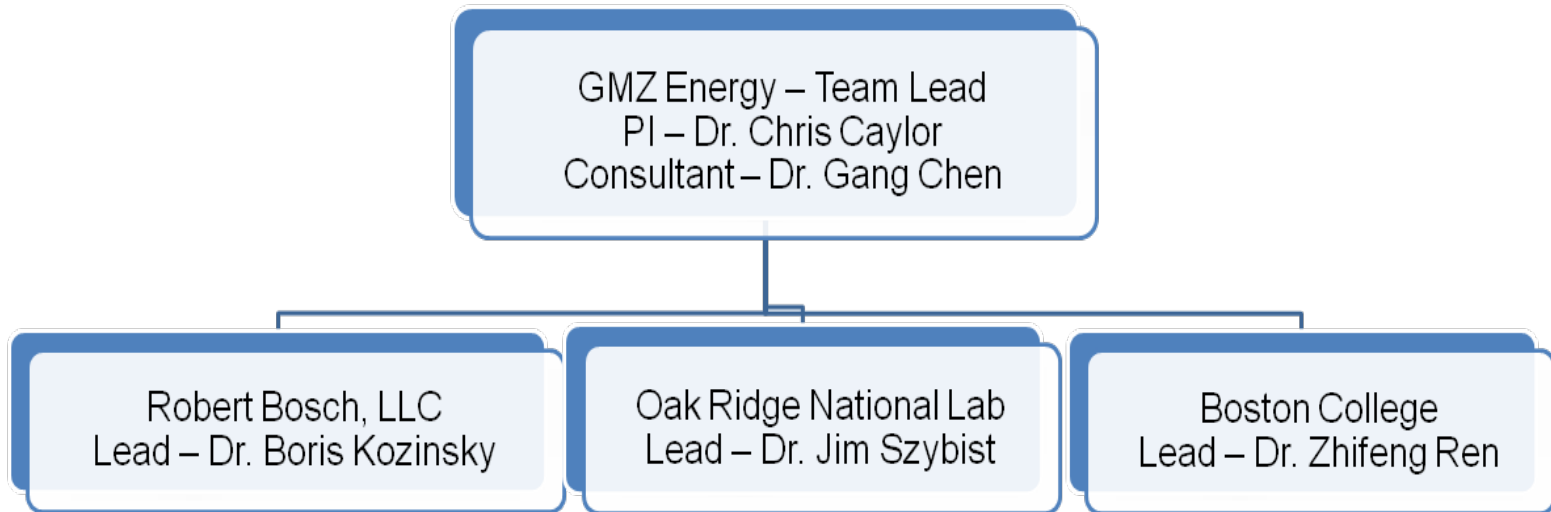 GMZ Energy – Team Lead
PI – Dr. Chris Caylor
Consultant – Dr. Gang Chen
Robert Bosch, LLC
Lead – Dr. Boris Kozinsky
Oak Ridge National Lab
Lead – Dr. Jim Szybist
Boston College
Lead – Dr. Zhifeng Ren